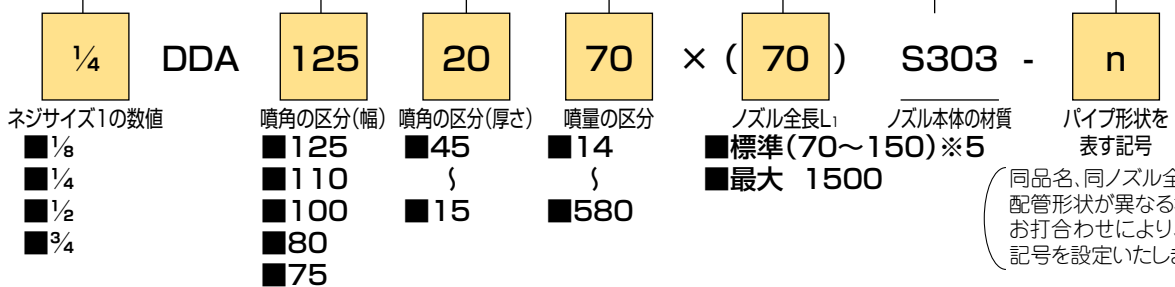 ¼ DDA 125 20 70 × ( 70 ) S303 - n
ネジサイズ1の数値 噴角の区分(幅) 噴角の区分(厚さ) 噴量の区分 ノズル全長L₁ ノズル本体の材質 パイプ形状を
表す記号
■⅛ ■125 ■45 ■14 ■標準(70〜150)※5
■¼ ■110 〜 〜 ■最大 1500
■½ ■100 ■15 ■580
■¾ ■80
■75
同品名、同ノズル全
配管形状が異なる
お打合わせにより、
記号を設定いたしま